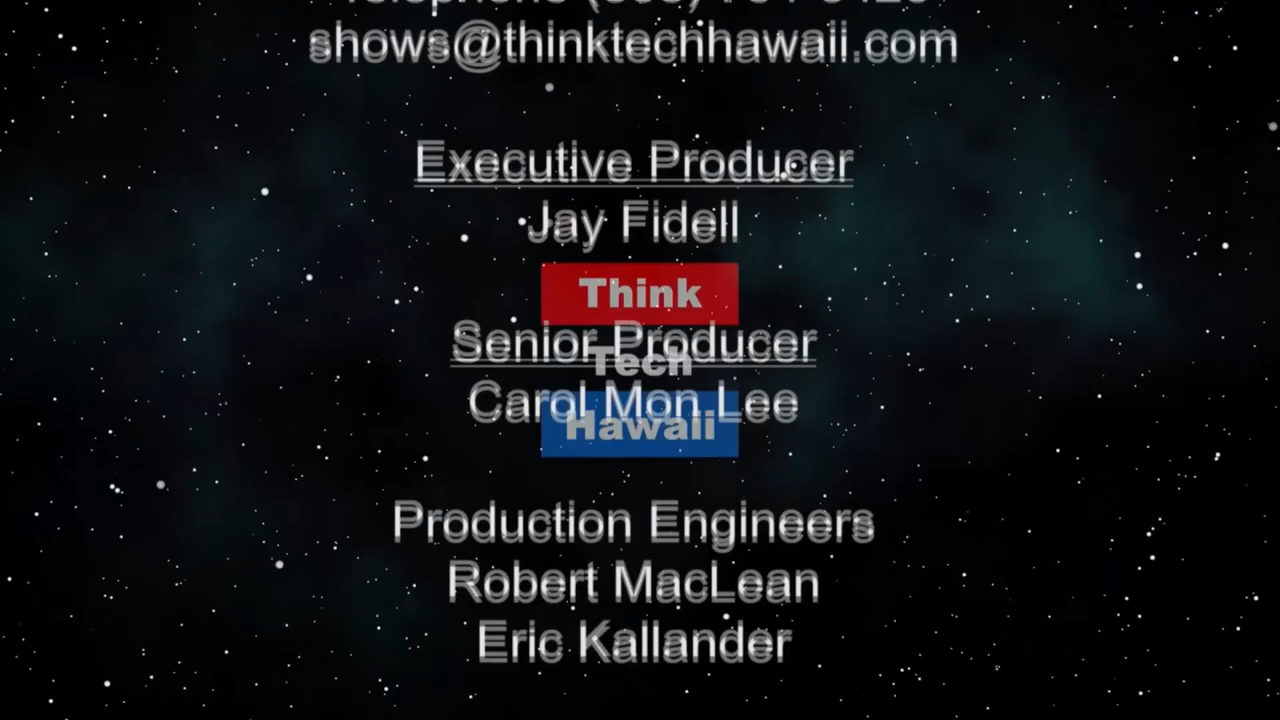 shows@thinktechhawaii.com
Executive Producer
Jay Fidell
Think
Senior Producer
Tech
Carol Mon Lee
Hawaii
Production Engineers
Robert MacLean
Eric Kallander